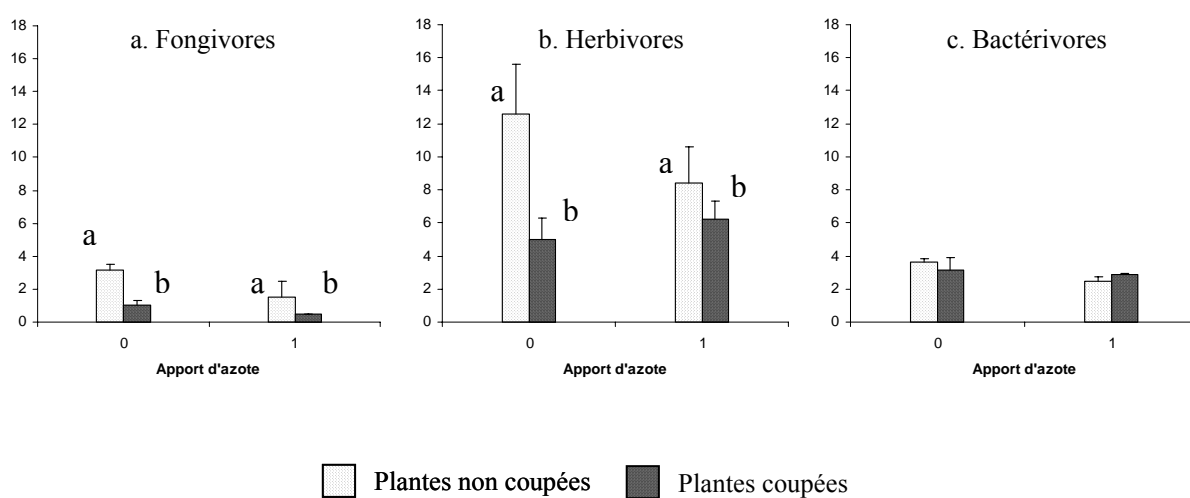 a. Fongivores
18
16
14
12
10
8
6
4
2
0
a
b
a
b
0
1
Apport d'azote
b. Herbivores
18
16
14
12
10
8
6
4
2
0
a
b
a
b
0
1
Apport d'azote
c. Bactérivores
18
16
14
12
10
8
6
4
2
0
0
1
Apport d'azote
Plantes non coupées
Plantes coupées